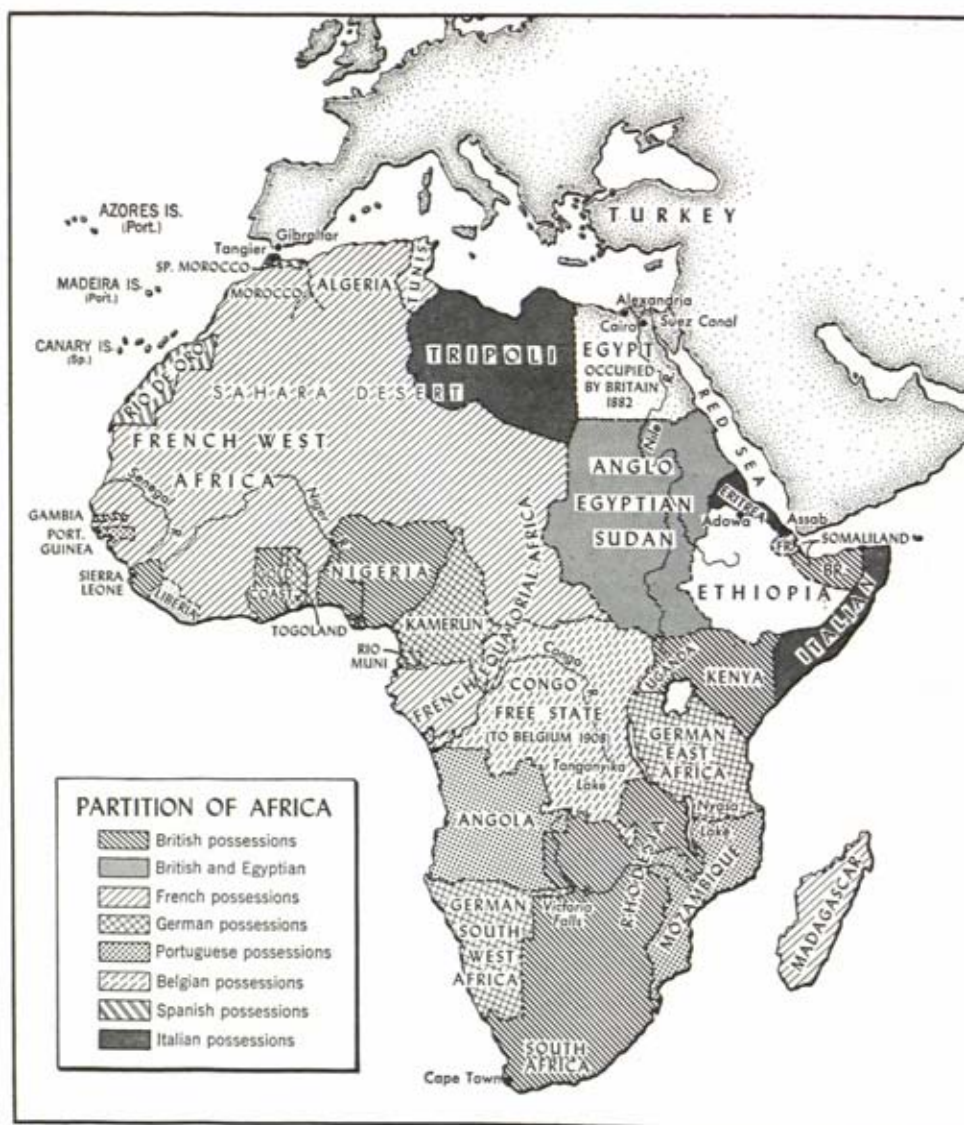 AZORES IS.
(Port.)
Gibraltar
Tangier
SP. MOROCCO
MADEIRA IS.
(Port.)
MOROCCO
ALGERIA
TUNIS
TURKEY
CANARY IS.
(Sp.)
RIO DE ORO
TRIPOLI
Alexandria
Cairo
Suez Canal
EGYPT
OCCUPIED
BY BRITAIN
1882
SAHARA DESERT
RED SEA
Nile
R.
FRENCH WEST
AFRICA
ANGLO
EGYPTIAN
SUDAN
Senegal
R.
Niger
R.
GAMBIA
PORT.
GUINEA
SIERRA
LEONE
LIBERIA
GOLD
COAST
TOGOLAND
NIGERIA
KAMERUN
RIO
MUNI
FRENCH EQUATORIAL AFRICA
ERITREA
Adowa
Assab
FR.
SOMALILAND
BR.
ETHIOPIA
ITALIAN
UGANDA
KENYA
Congo
R.
CONGO
FREE STATE
(TO BELGIUM 1908)
Tanganyika
Lake
GERMAN
EAST
AFRICA
Nyasa
Lake
ANGOLA
RHODESIA
MOZAMBIQUE
Victoria
Falls
GERMAN
SOUTH
WEST
AFRICA
MADAGASCAR
SOUTH
AFRICA
Cape Town
PARTITION OF AFRICA
British possessions
British and Egyptian
French possessions
German possessions
Portuguese possessions
Belgian possessions
Spanish possessions
Italian possessions